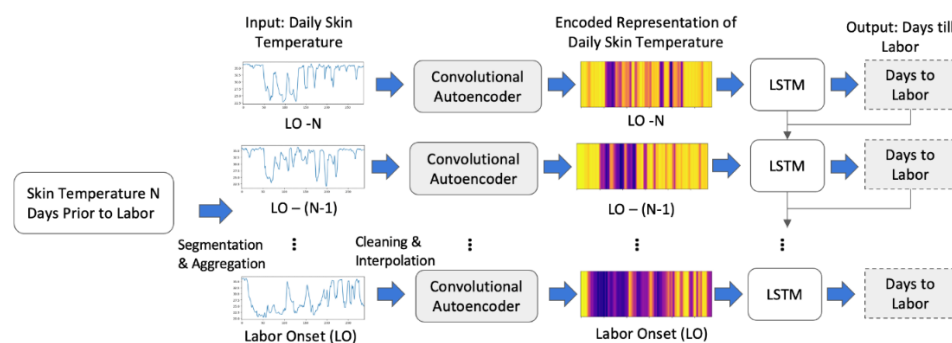 Input: Daily Skin
Temperature
Encoded Representation of
Daily Skin Temperature
Output: Days till
Labor
Convolutional
Autoencoder
LSTM
Days to
Labor
LO -N
LO -N
Convolutional
Autoencoder
LSTM
Days to
Labor
LO – (N-1)
LO – (N-1)
Skin Temperature N
Days Prior to Labor
Segmentation
& Aggregation
Cleaning &
Interpolation
Convolutional
Autoencoder
LSTM
Days to
Labor
Labor Onset (LO)
Labor Onset (LO)